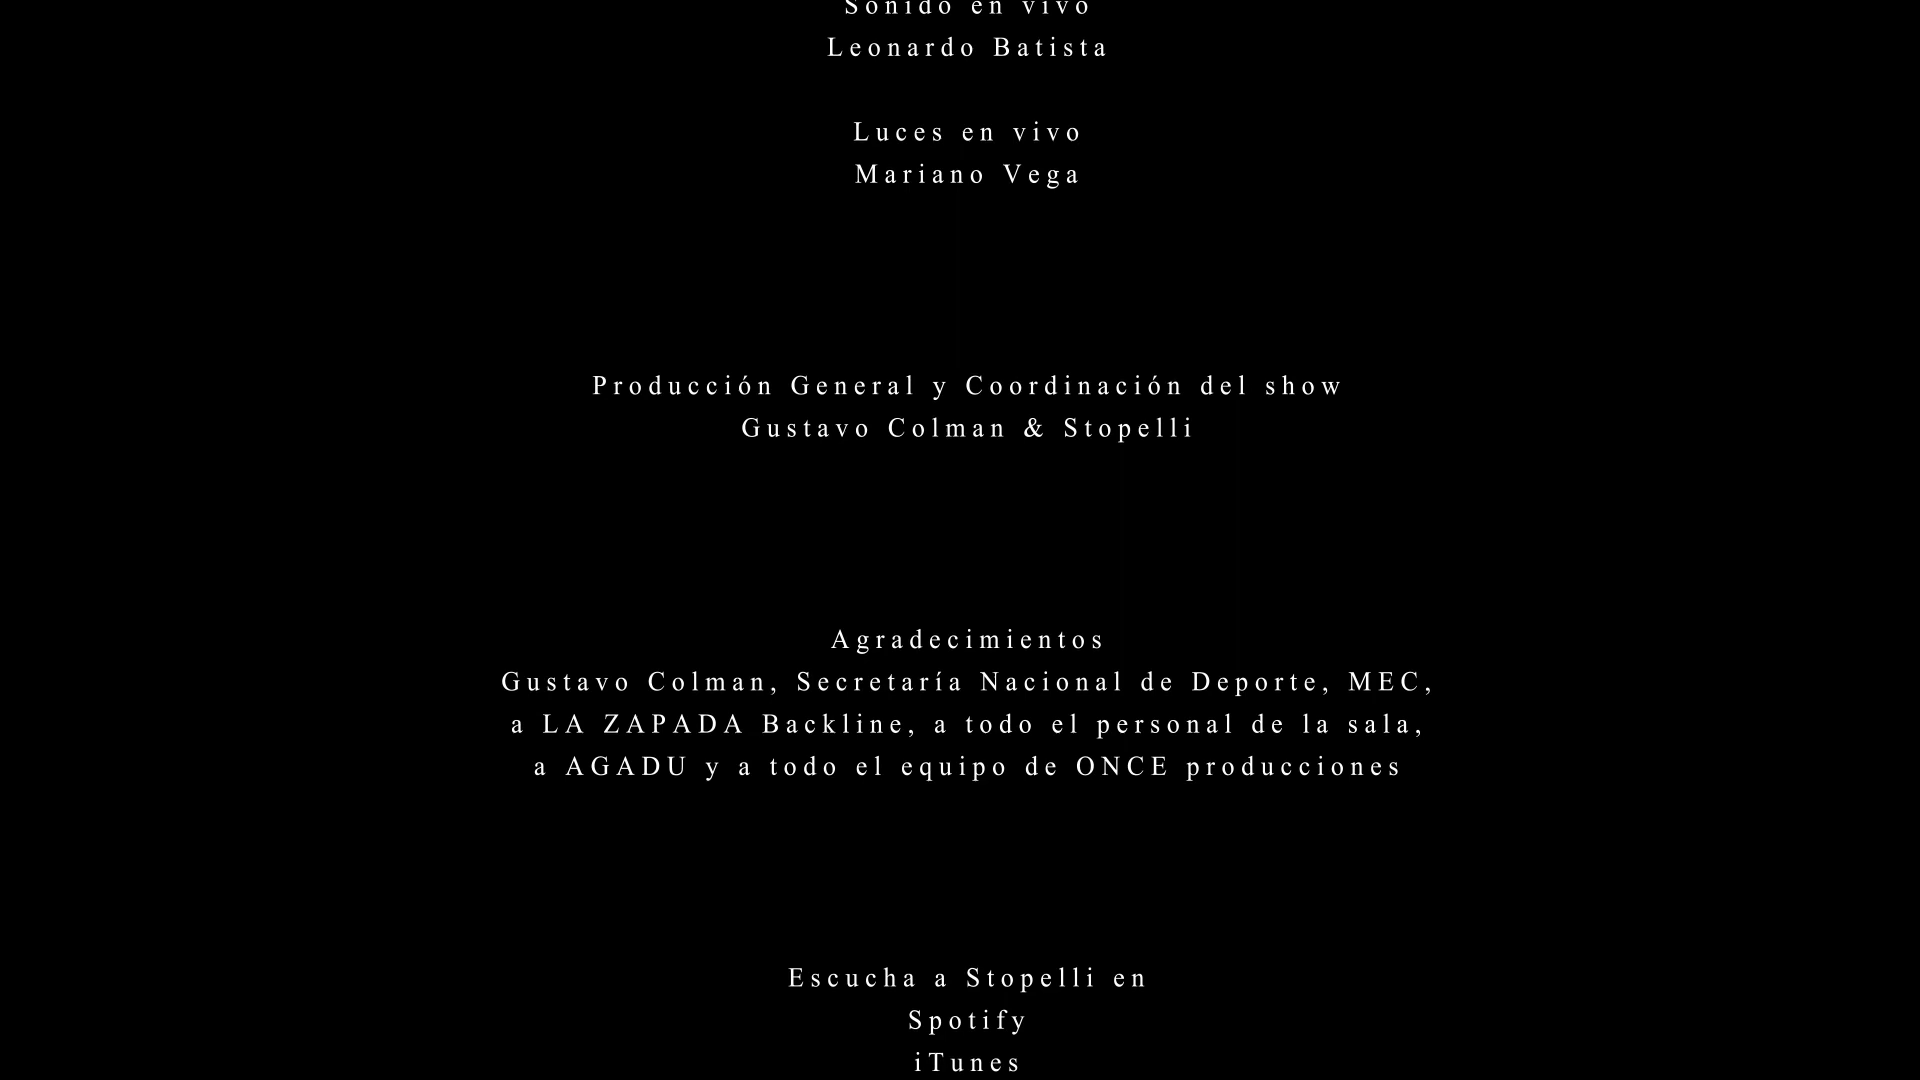 Sonido en vivo
Leonardo Batista
Luces en vivo
Mariano Vega
Producción General y Coordinación del show
Gustavo Colman & Stopelli
Agradecimientos
Gustavo Colman, Secretaría Nacional de Deporte, MEC,
a LA ZAPADA Backline, a todo el personal de la sala,
a AGADU y a todo el equipo de ONCE producciones
Escucha a Stopelli en
Spotify
iTunes